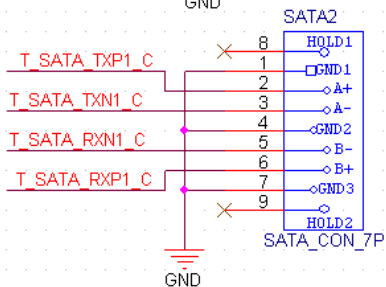 GND
SATA2
8 HOLD1
1 GND1
T_SATA_TXP1_C
2 A+
T_SATA_TXN1_C
3 A-
4 GND2
T_SATA_RXN1_C
5 B-
6 B+
T_SATA_RXP1_C
7 GND3
9
HOLD2
SATA_CON_7P
GND